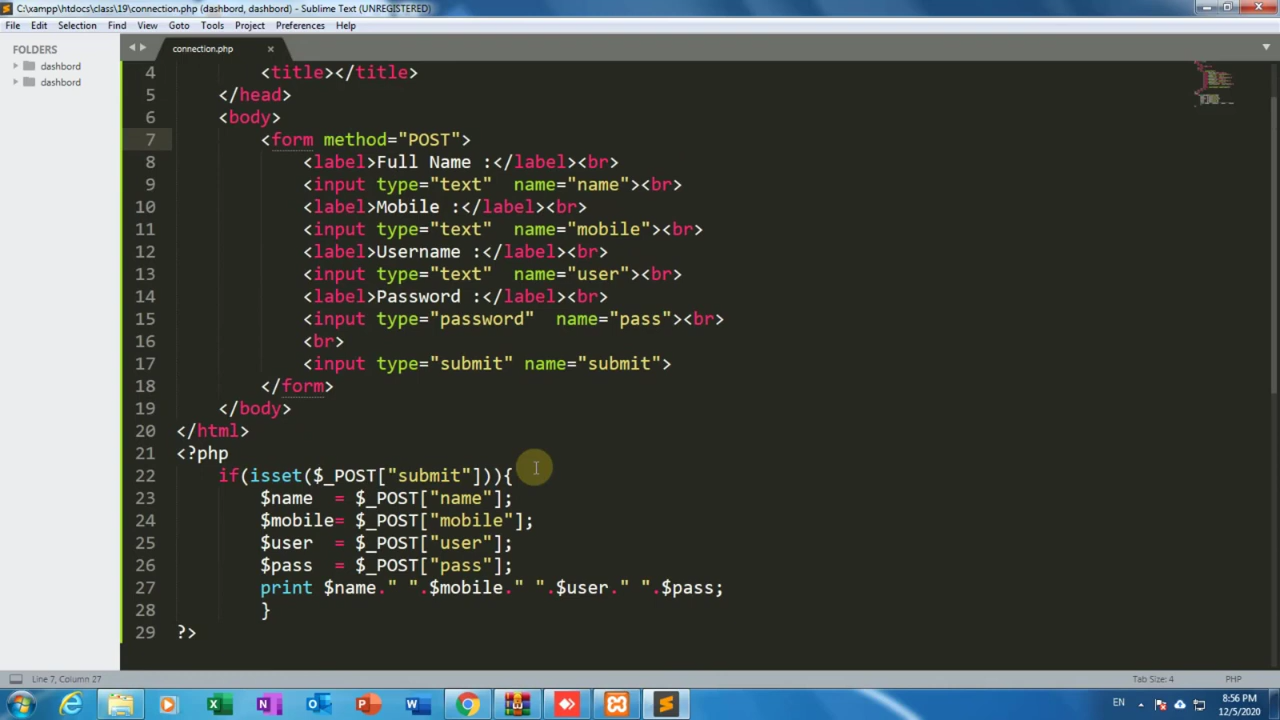 C:\xampp\htdocs\class\19\connection.php (dashbord, dashbord) - Sublime Text (UNREGISTERED)
File Edit Selection Find View Goto Tools Project Preferences Help
FOLDERS
dashbord
dashbord
connection.php
4 <title></title>
5 </head>
6 <body>
7 <form method="POST">
8 <label>Full Name :</label><br>
9 <input type="text"  name="name"><br>
10 <label>Mobile :</label><br>
11 <input type="text"  name="mobile"><br>
12 <label>Username :</label><br>
13 <input type="text"  name="user"><br>
14 <label>Password :</label><br>
15 <input type="password"  name="pass"><br>
16 <br>
17 <input type="submit" name="submit">
18 </form>
19 </body>
20 </html>
21 <?php
22 if(isset($_POST["submit"])){
23 $name  = $_POST["name"];
24 $mobile= $_POST["mobile"];
25 $user  = $_POST["user"];
26 $pass  = $_POST["pass"];
27 print $name." ".$mobile." ".$user." ".$pass;
28 }
29 ?>
Line 7, Column 27
Tab Size: 4
PHP
EN
8:56 PM
12/5/2020